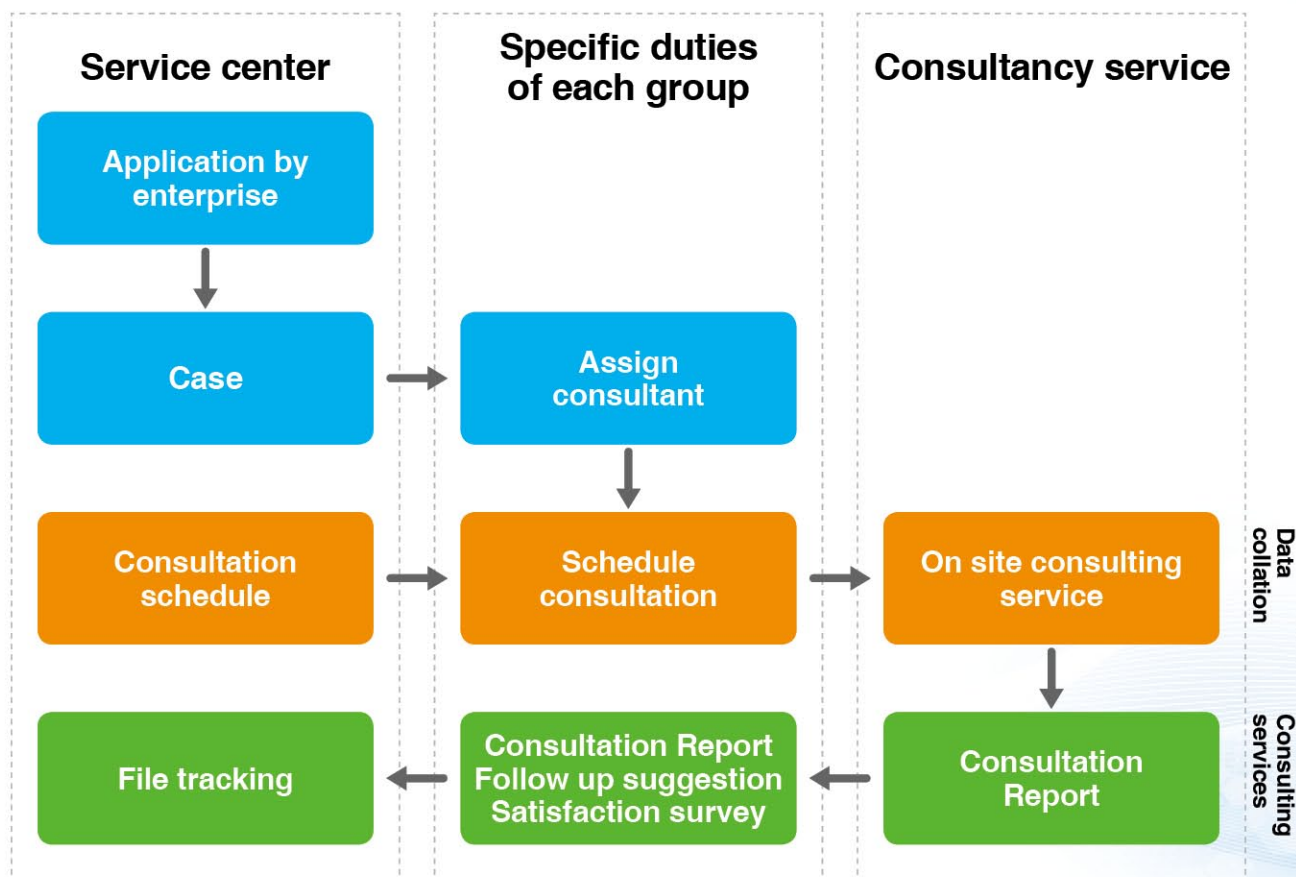 Service center
Specific duties
of each group
Consultancy service
Application by
enterprise
Case
Assign
consultant
Consultation
schedule
Schedule
consultation
On site consulting
service
Data
collation
File tracking
Consultation Report
Follow up suggestion
Satisfaction survey
Consultation
Report
Consulting
services